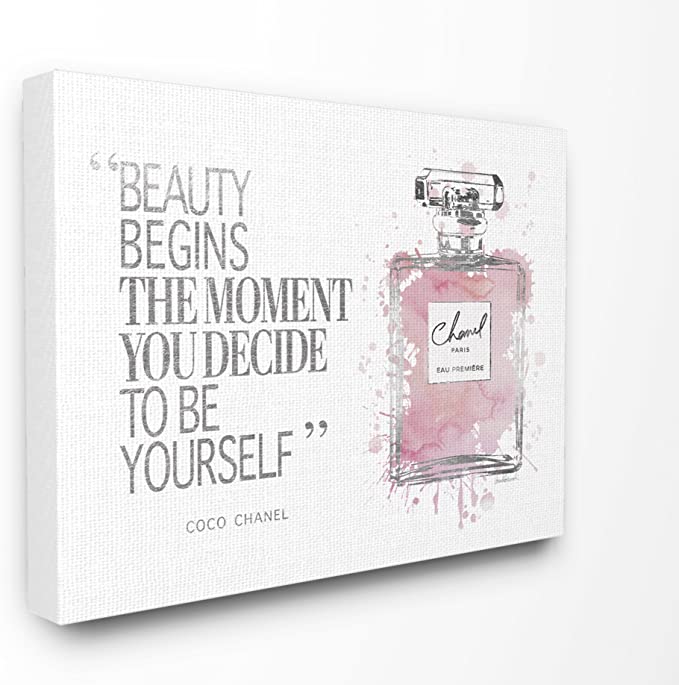 “BEAUTY
BEGINS
THE MOMENT
YOU DECIDE
TO BE
YOURSELF”
COCO CHANEL
Chanel
PARIS
EAU PREMIÈRE